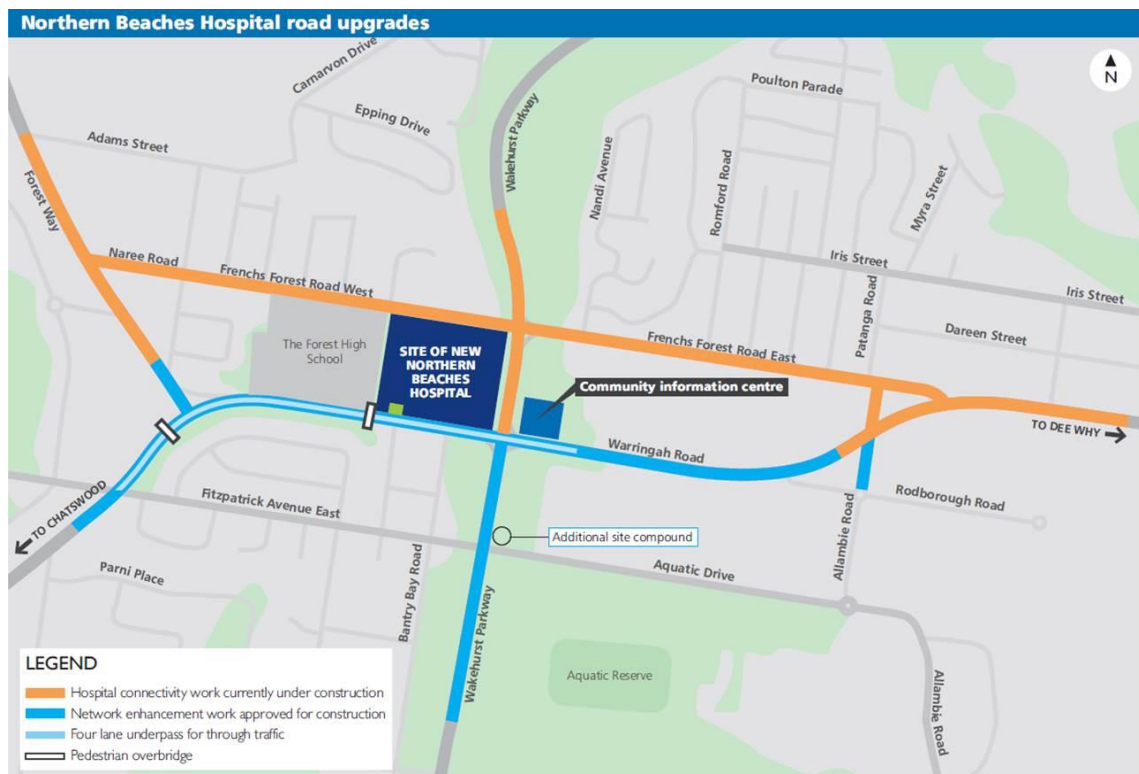 Northern Beaches Hospital road upgrades
N
Carnarvon Drive
Epping Drive
Adams Street
Wakehurst Parkway
Poulton Parade
Nandi Avenue
Romford Road
Myra Street
Forest Way
Naree Road
Frenchs Forest Road West
Iris Street
Iris Street
Patanga Road
Dareen Street
The Forest High
School
SITE OF NEW
NORTHERN
BEACHES
HOSPITAL
Frenchs Forest Road East
Community information centre
TO DEE WHY
Warringah Road
TO CHATSWOOD
Fitzpatrick Avenue East
Rodborough Road
Additional site compound
Allambie Road
Parni Place
Bantry Bay Road
Aquatic Drive
Wakehurst Parkway
Aquatic Reserve
Allambie Road
LEGEND
Hospital connectivity work currently under construction
Network enhancement work approved for construction
Four lane underpass for through traffic
Pedestrian overbridge